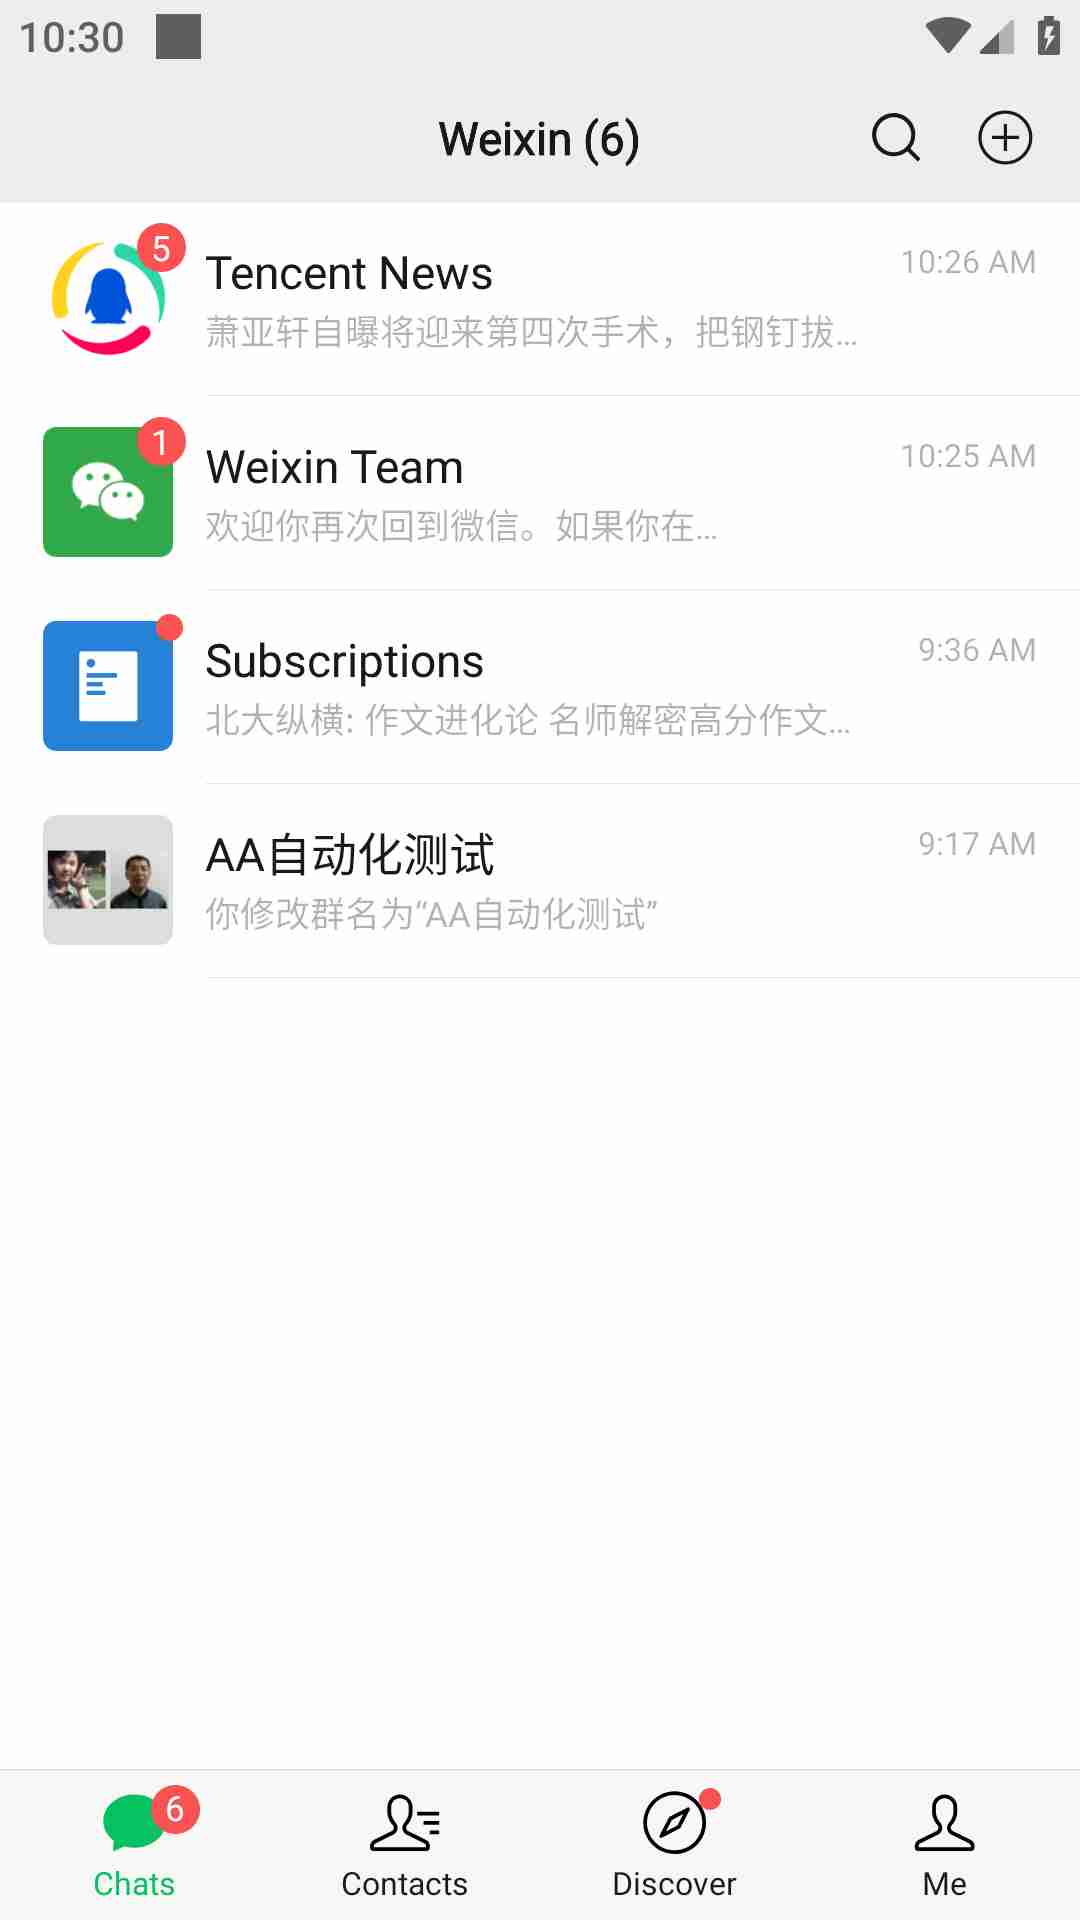 10:30
Weixin (6)
5
Tencent News
10:26 AM
萧亚轩自曝将迎来第四次手术，把钢钉拔...
1
Weixin Team
10:25 AM
欢迎你再次回到微信。如果你在...
Subscriptions
9:36 AM
北大纵横: 作文进化论 名师解密高分作文...
AA自动化测试
9:17 AM
你修改群名为“AA自动化测试”
6
Chats
Contacts
Discover
Me